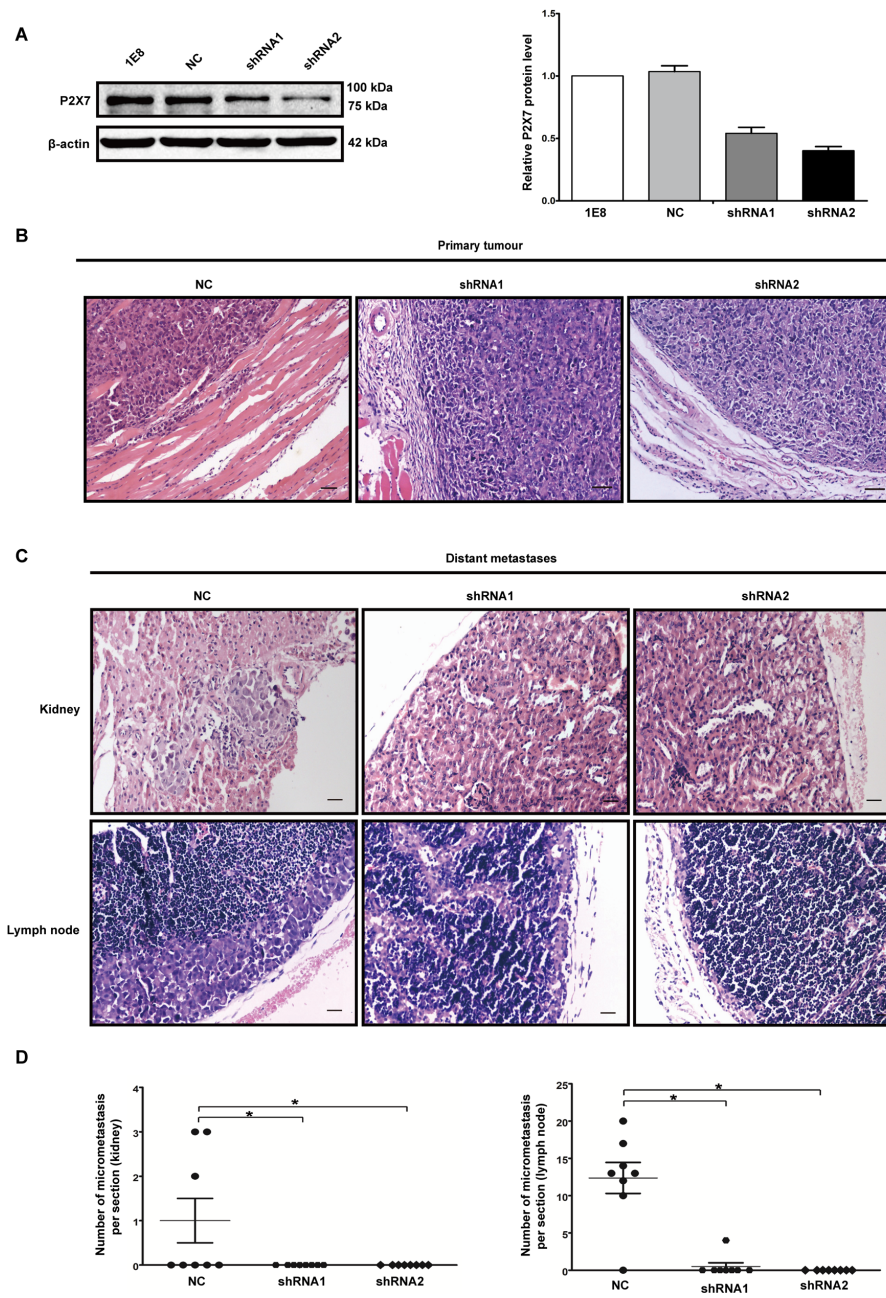 A
1E8
NC
shRNA1
shRNA2
P2X7
100 kDa
75 kDa
β-actin
42 kDa
Relative P2X7 protein level
1.5
1.0
0.5
0.0
1E8
NC
shRNA1
shRNA2
B
Primary tumour
NC
shRNA1
shRNA2
C
Distant metastases
NC
shRNA1
shRNA2
Kidney
Lymph node
D
Number of micrometastasis
per section (kidney)
4
3
2
1
0
*
*
NC
shRNA1
shRNA2
Number of micrometastasis
per section (lymph node)
25
20
15
10
5
0
*
*
NC
shRNA1
shRNA2